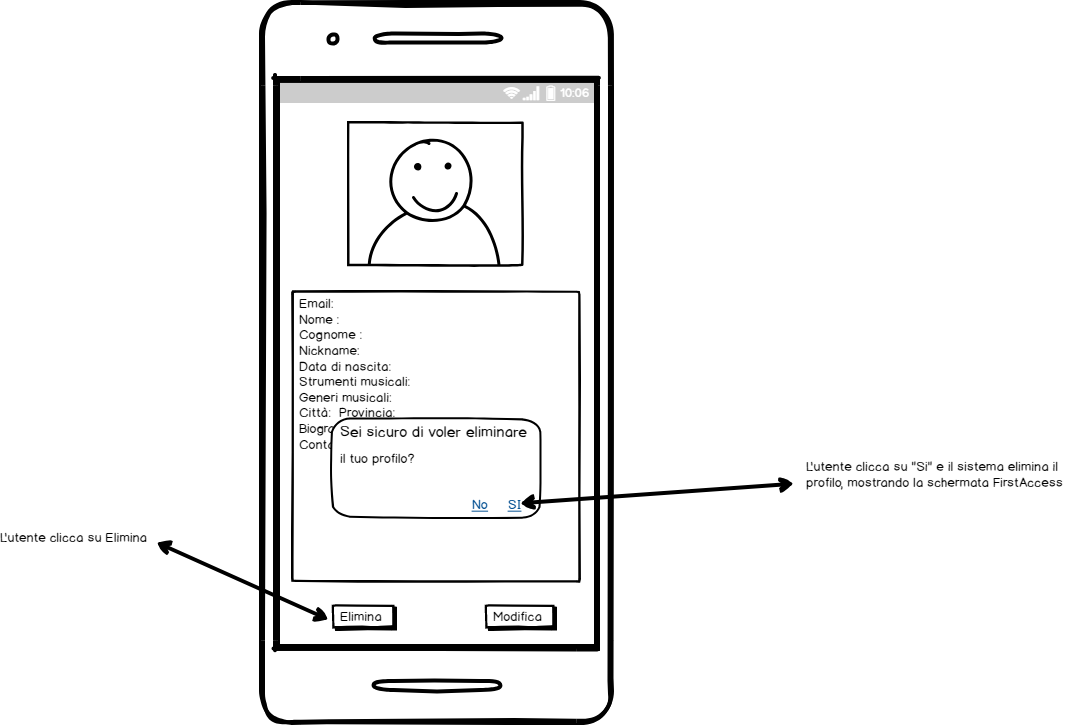 10:06
Email:
Nome :
Cognome :
Nickname:
Data di nascita:
Strumenti musicali:
Generi musicali:
Città: Provincia:
Sei sicuro di voler eliminare
il tuo profilo?
No SI
L'utente clicca su "Si" e il sistema elimina il
profilo, mostrando la schermata FirstAccess
L'utente clicca su Elimina
Elimina Modifica